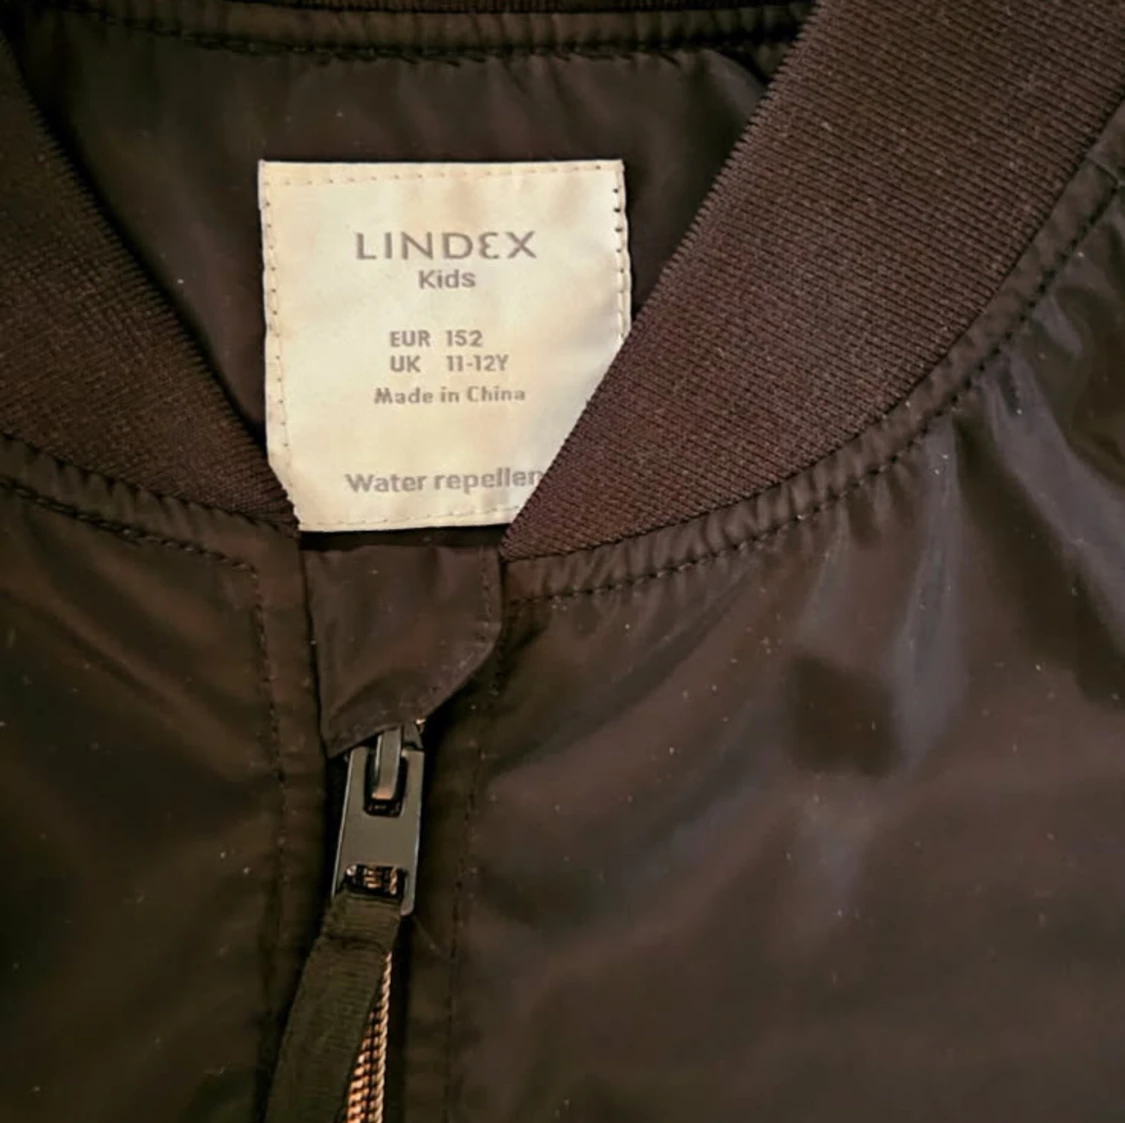 LINDEX
Kids
EUR 152
UK 11-12Y
Made in China
Water repellen